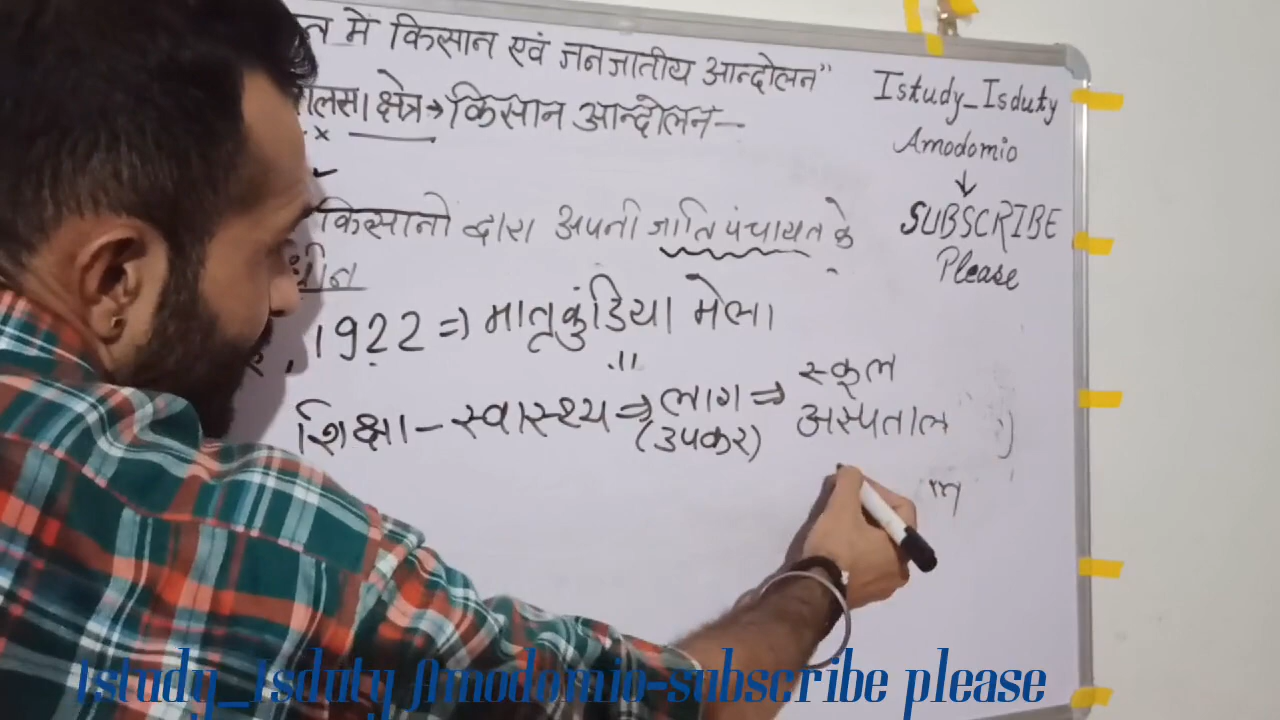 में किसान एवं जनजातीय आन्दोलन"
क्षेत्र→किसान आन्दोलन-
किसानो द्वारा अपनी जाति पंचायत के
1922 => मातृकुंडिया मेला
शिक्षा - स्वास्थ्य => लाग => स्कूल
(उपकर) अस्पताल
Istudy_Isduty
Amodomio
↓
SUBSCRIBE
Please
Istudy_Isduty Amodomio-subscribe please